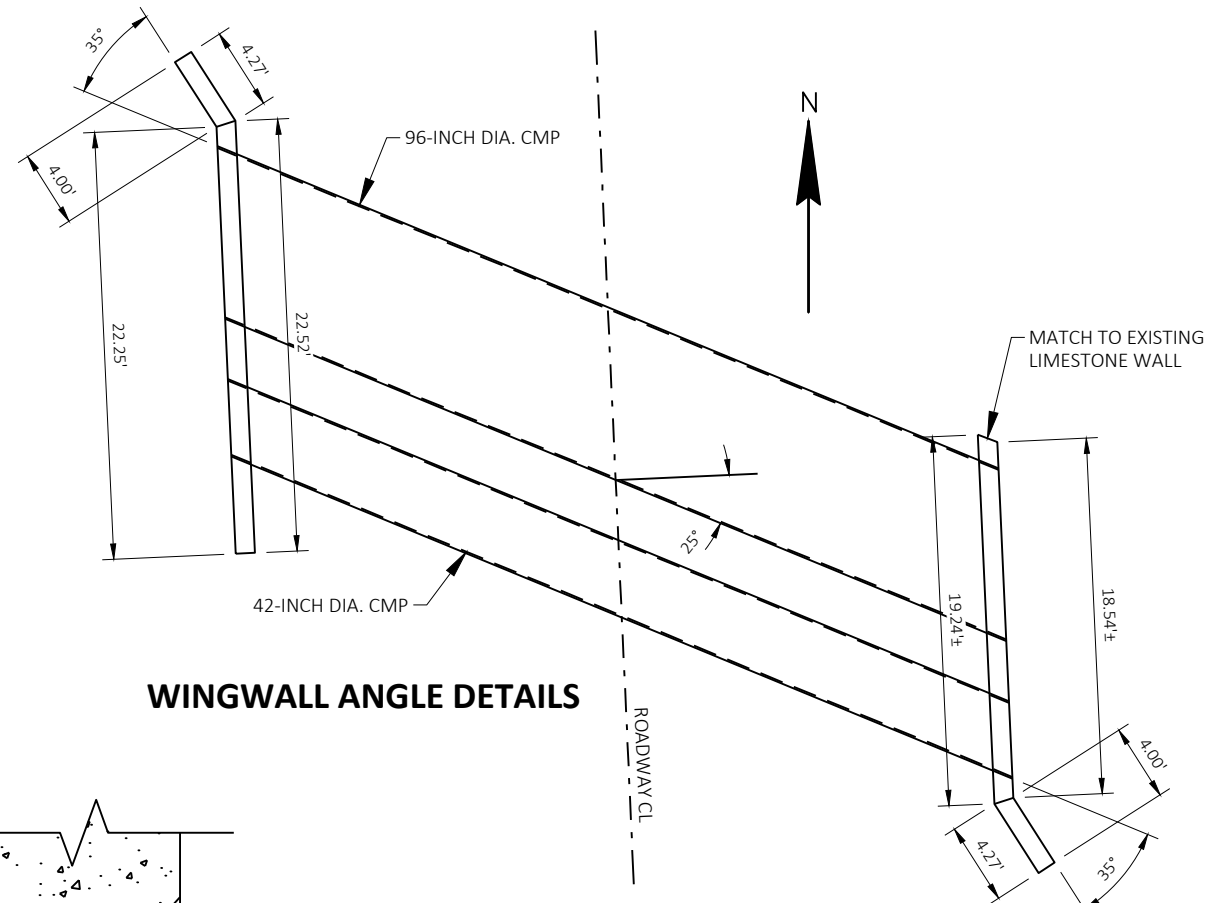 35°
4.27'
4.00'
96-INCH DIA. CMP
N
22.25'
22.52'
MATCH TO EXISTING
LIMESTONE WALL
25°
42-INCH DIA. CMP
19.24'±
18.54'±
WINGWALL ANGLE DETAILS
ROADWAY CL
4.00'
4.27'
35°